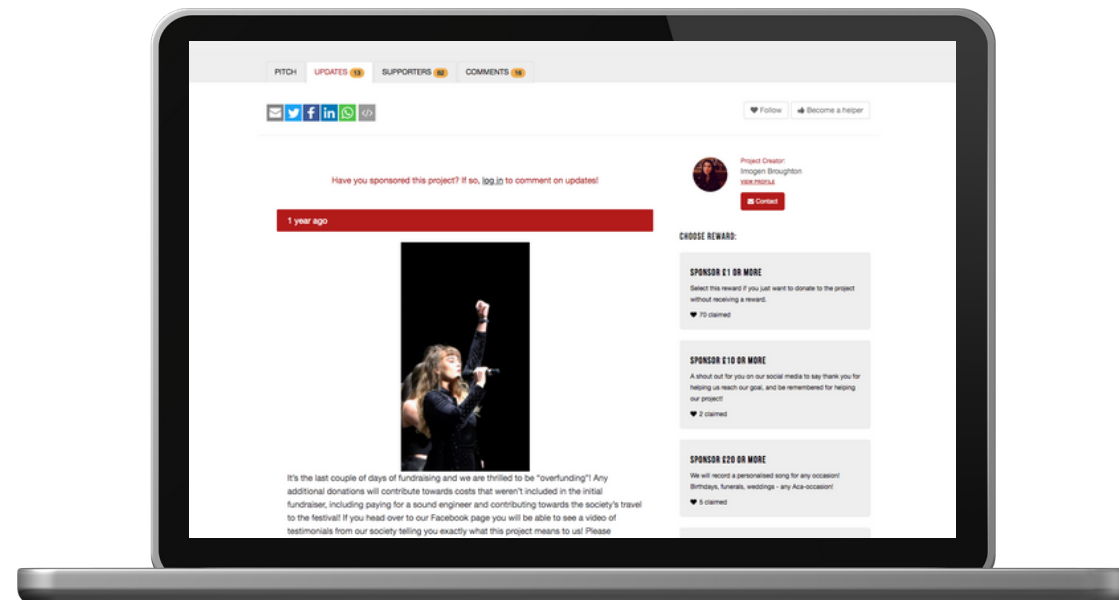 PITCH UPDATES 13 SUPPORTERS 82 COMMENTS 16
Follow Become a helper
Project Creator:
Imogen Broughton
VIEW PROFILE
Contact
Have you sponsored this project? If so, log in to comment on updates!
1 year ago
It's the last couple of days of fundraising and we are thrilled to be "overfunding"! Any
additional donations will contribute towards costs that weren't included in the initial
fundraiser, including paying for a sound engineer and contributing towards the society's travel
to the festival! If you head over to our Facebook page you will be able to see a video of
testimonials from our society telling you exactly what this project means to us! Please
CHOOSE REWARD:
SPONSOR £1 OR MORE
Select this reward if you just want to donate to the project
without receiving a reward.
70 claimed
SPONSOR £10 OR MORE
A shout out for you on our social media to say thank you for
helping us reach our goal, and be remembered for helping
our project!
2 claimed
SPONSOR £20 OR MORE
We will record a personalised song for any occasion!
Birthdays, funerals, weddings - any Aca-occasion!
5 claimed